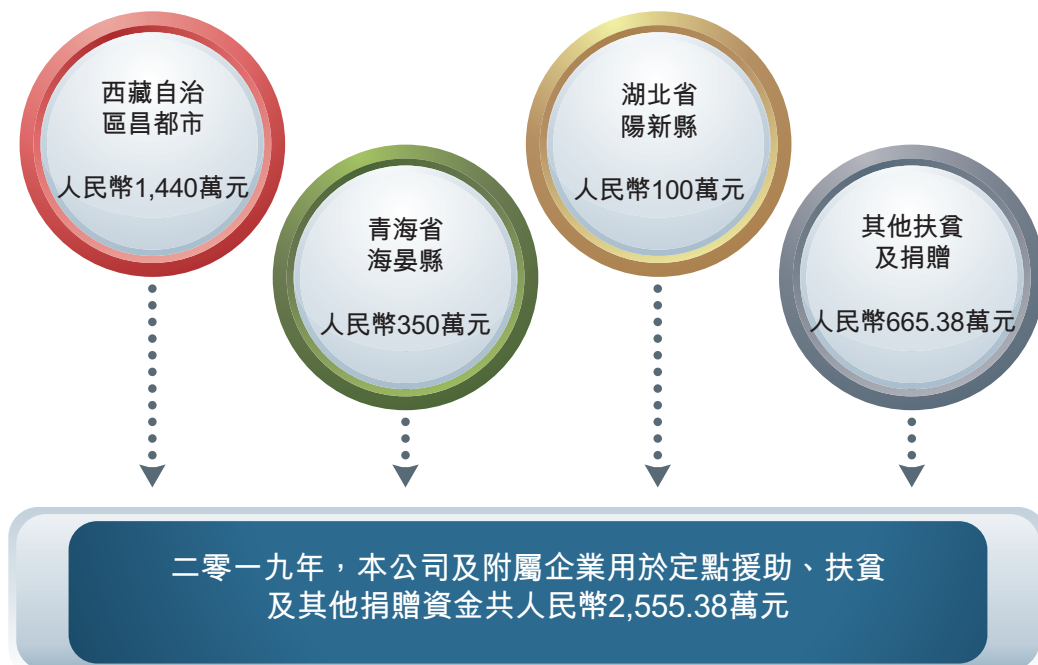 西藏自治
區昌都市
人民幣1,440萬元
青海省
海晏縣
人民幣350萬元
湖北省
陽新縣
人民幣100萬元
其他扶貧
及捐贈
人民幣665.38萬元
二零一九年，本公司及附屬企業用於定點援助、扶貧
及其他捐贈資金共人民幣2,555.38萬元